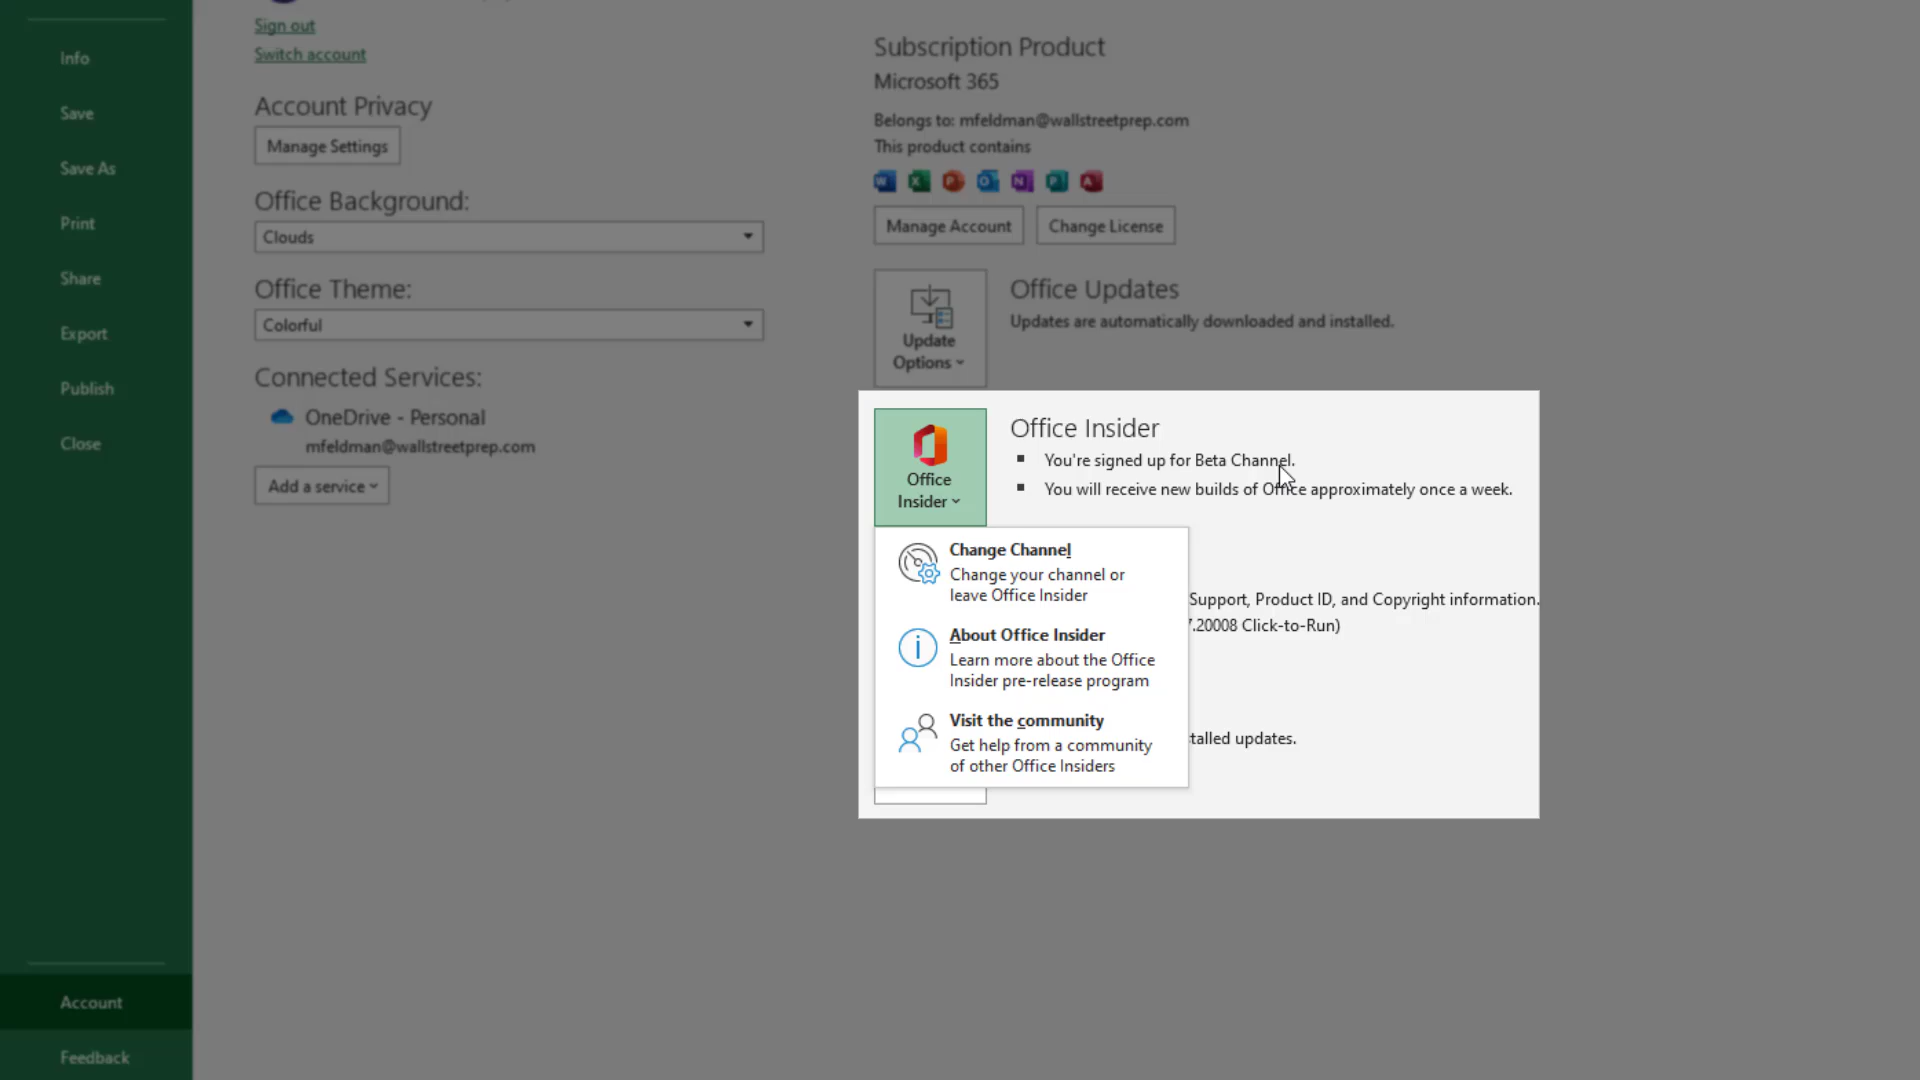 Info
Save
Save As
Print
Share
Export
Publish
Close
Account
Feedback
Sign out
Switch account
Account Privacy
Manage Settings
Office Background:
Clouds
Office Theme:
Colorful
Connected Services:
OneDrive - Personal
mfeldman@wallstreetprep.com
Add a service
Subscription Product
Microsoft 365
Belongs to: mfeldman@wallstreetprep.com
This product contains
W X P O N P A
Manage Account Change License
Update
Options
Office Updates
Updates are automatically downloaded and installed.
Office
Insider
Office Insider
You're signed up for Beta Channel.
You will receive new builds of Office approximately once a week.
Change Channel
Change your channel or
leave Office Insider
About Office Insider
Learn more about the Office
Insider pre-release program
Visit the community
Get help from a community
of other Office Insiders
Support, Product ID, and Copyright information.
7.20008 Click-to-Run)
talled updates.